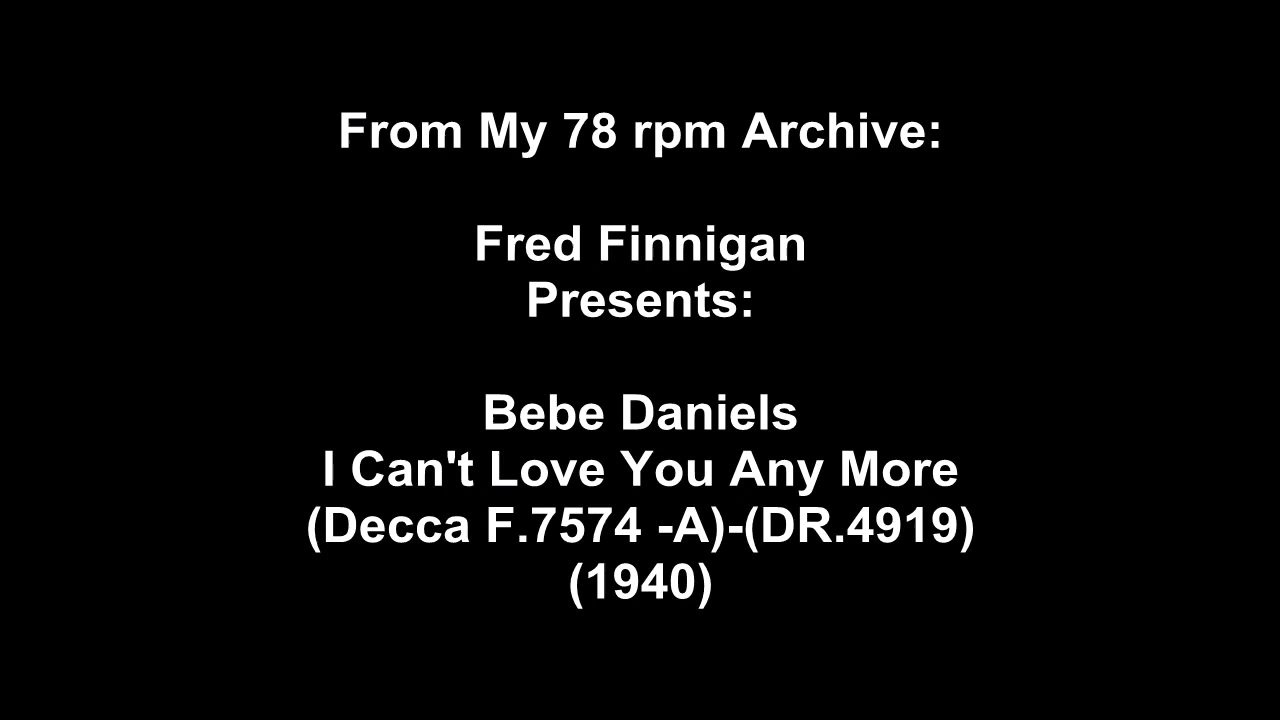 From My 78 rpm Archive:
Fred Finnigan
Presents:
Bebe Daniels
I Can't Love You Any More
(Decca F.7574 -A)-(DR.4919)
(1940)